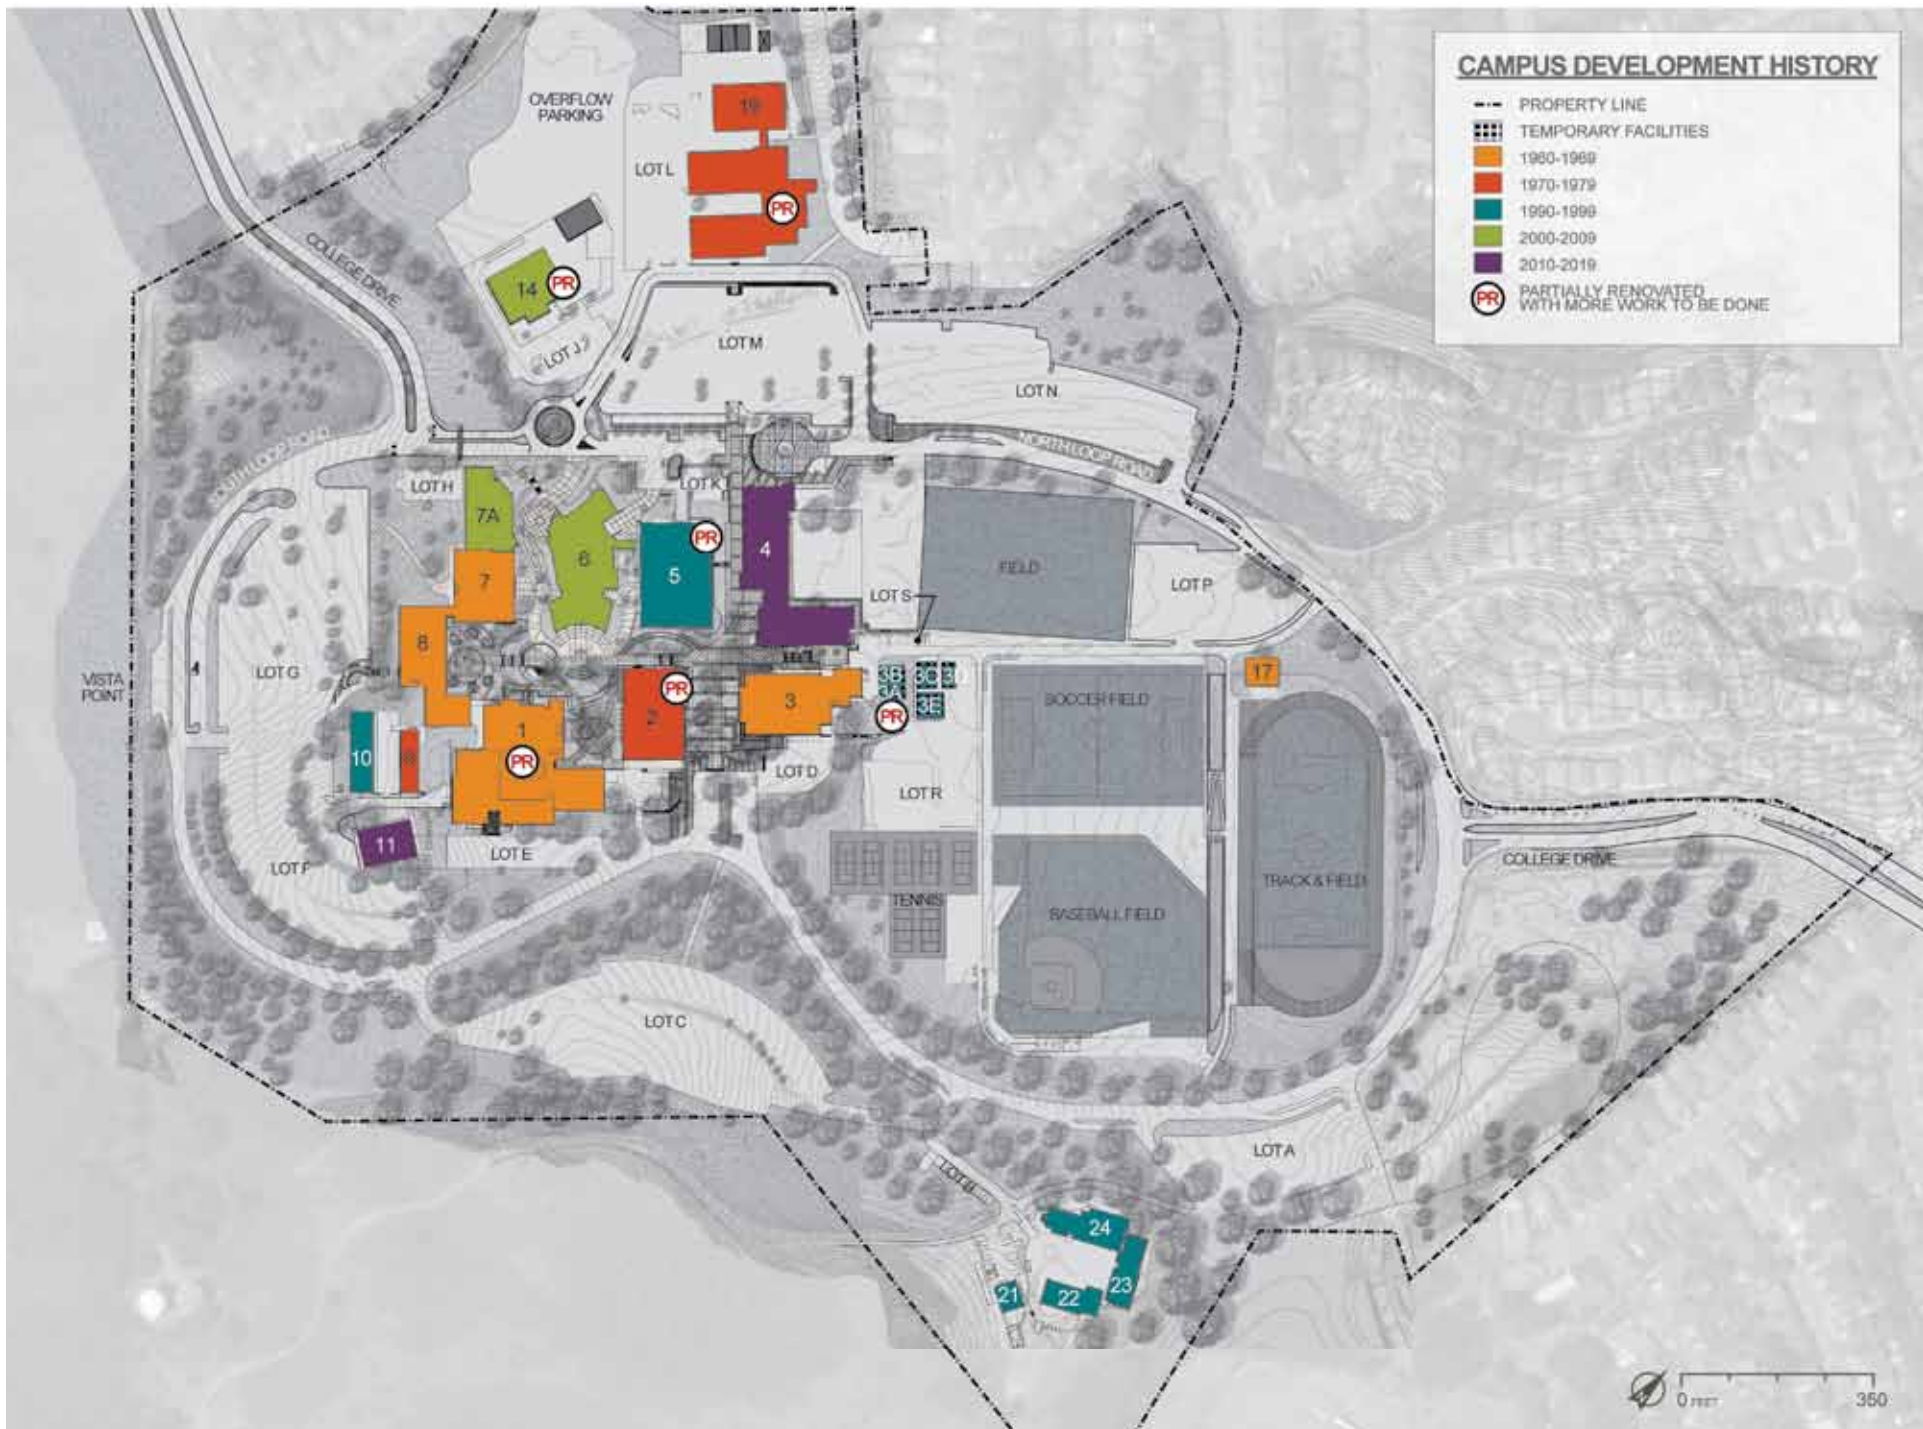 CAMPUS DEVELOPMENT HISTORY
PROPERTY LINE
TEMPORARY FACILITIES
1960-1969
1970-1979
1990-1999
2000-2009
2010-2019
PR
PARTIALLY RENOVATED
WITH MORE WORK TO BE DONE
OVERFLOW
PARKING
19
LOT L
PR
COLLEGE DRIVE
14
PR
LOT J
LOT M
LOT N
SOUTH LOOP ROAD
NORTH LOOP ROAD
LOT H
LOT K
7A
6
PR
4
7
5
FIELD
LOT P
LOT S
8
LOT G
VISTA
POINT
17
3B
3C
3D
3A
3E
PR
SOCCER FIELD
PR
2
3
1
PR
10
9
LOT D
LOT R
11
LOT E
LOT F
COLLEGE DRIVE
TRACK & FIELD
TENNIS
BASEBALL FIELD
LOT C
LOT A
LOT B
24
23
22
21
0 FEET
350